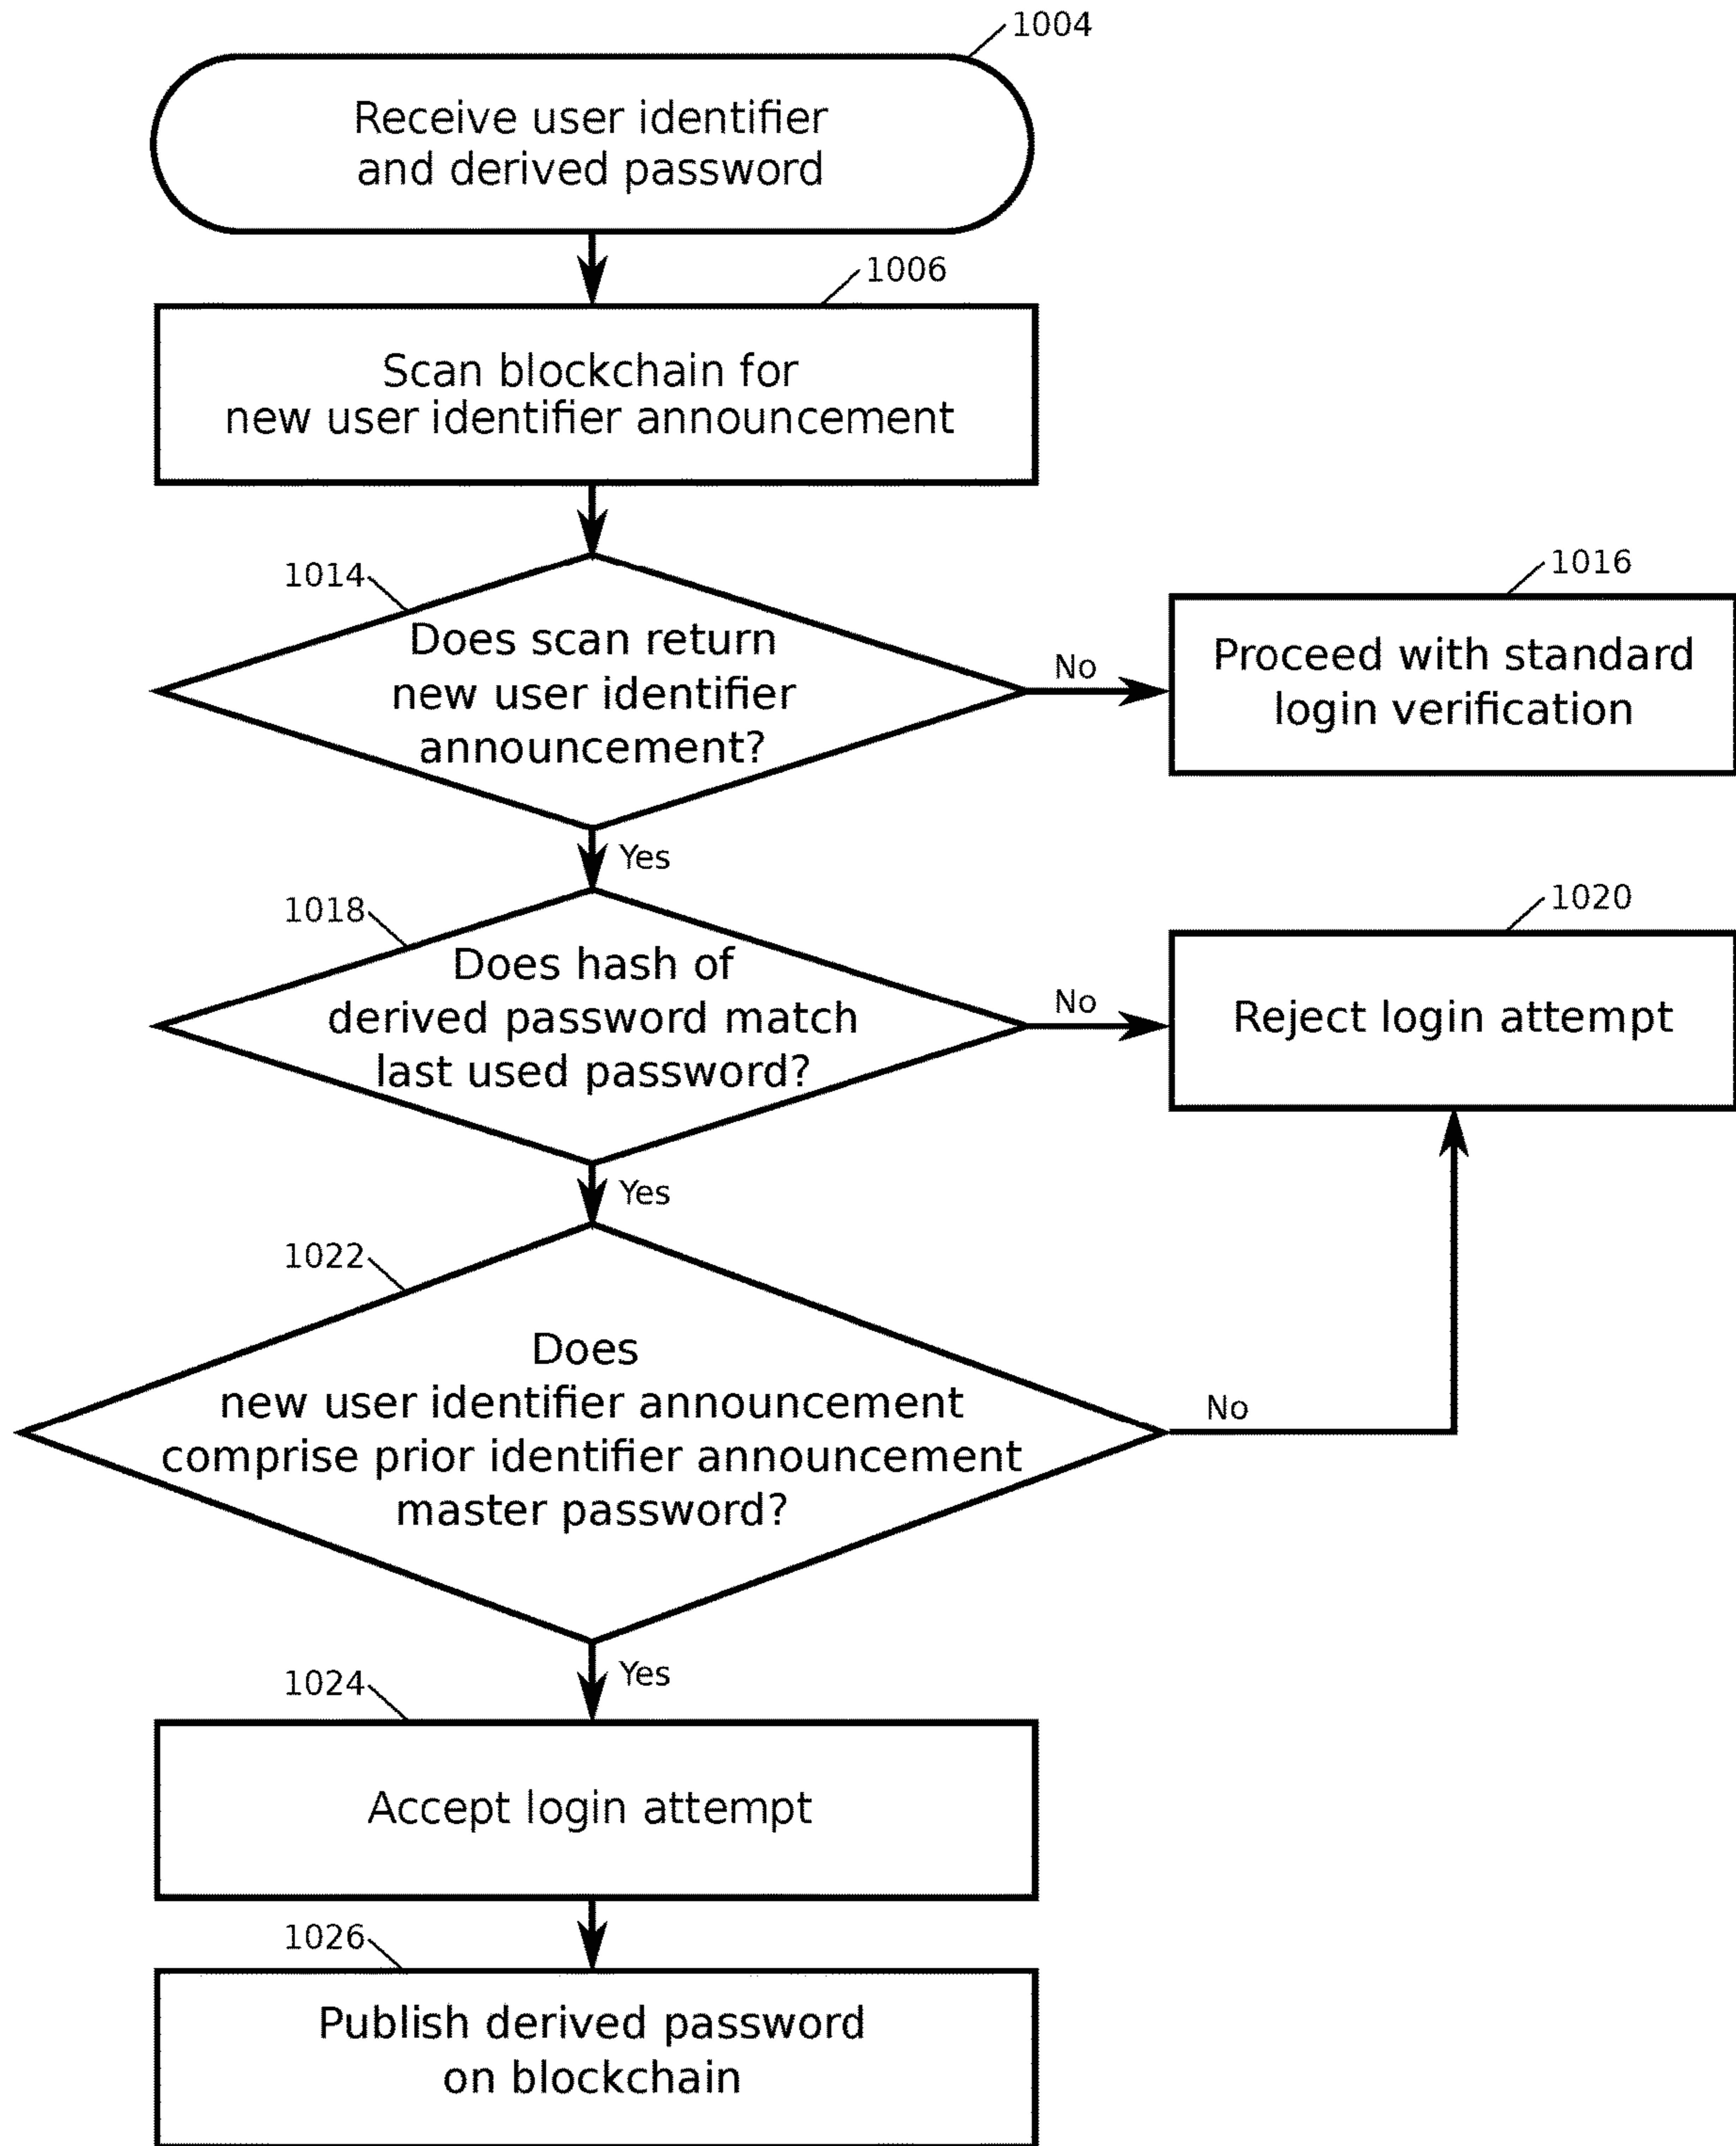 1004
Receive user identifier
and derived password
1006
Scan blockchain for
new user identifier announcement
1014
Does scan return
new user identifier
announcement?
No
1016
Proceed with standard
login verification
Yes
1018
Does hash of
derived password match
last used password?
No
1020
Reject login attempt
Yes
1022
Does
new user identifier announcement
comprise prior identifier announcement
master password?
No
Yes
1024
Accept login attempt
1026
Publish derived password
on blockchain